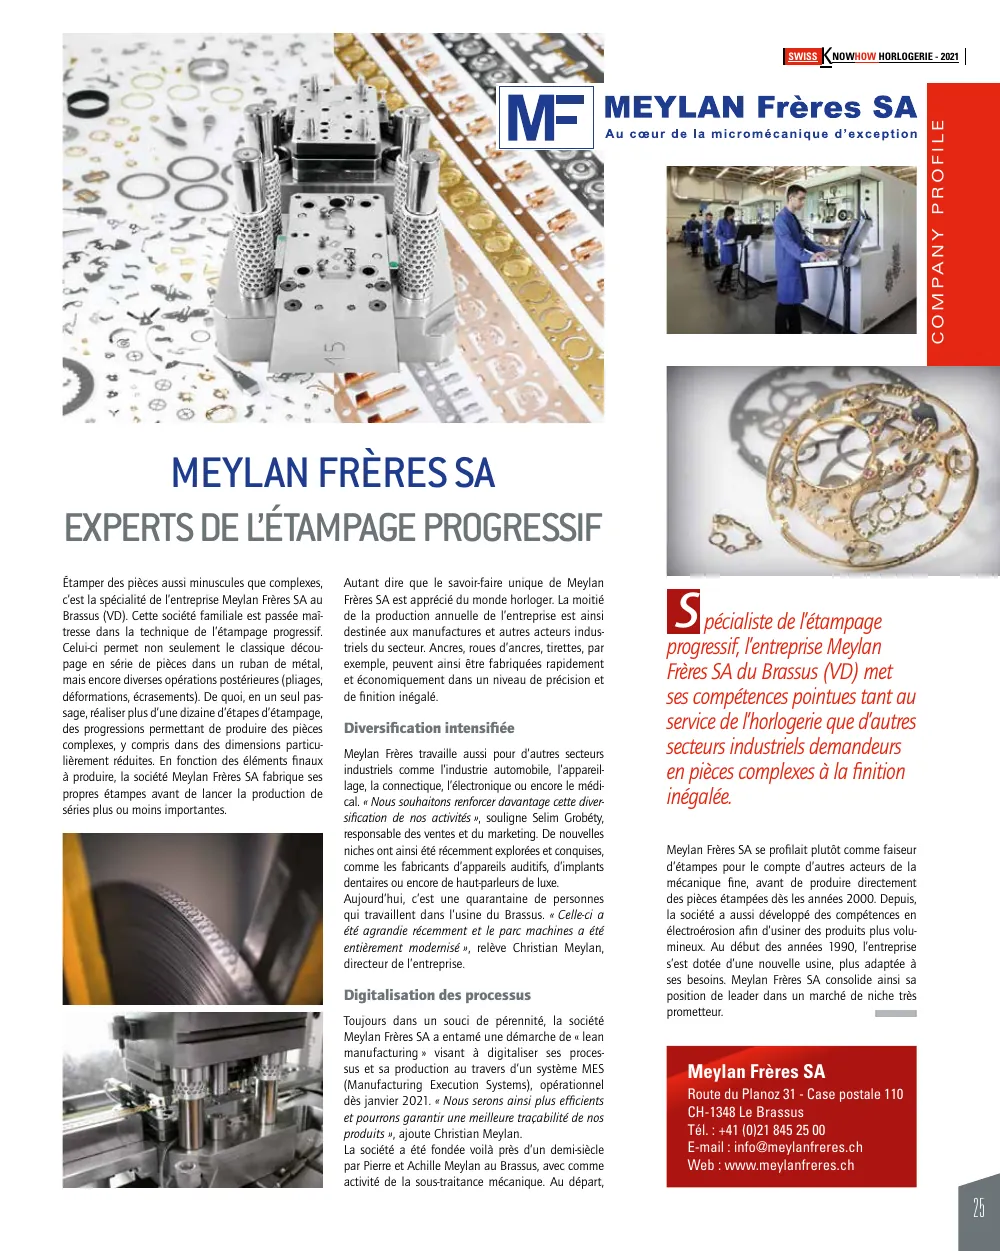 SWISS KNOWHOW HORLOGERIE - 2021
MF
MEYLAN Frères SA
Au cœur de la micromécanique d'exception
COMPANY PROFILE
15
MEYLAN FRÈRES SA
EXPERTS DE L'ÉTAMPAGE PROGRESSIF
Étamper des pièces aussi minuscules que complexes,
c'est la spécialité de l'entreprise Meylan Frères SA au
Brassus (VD). Cette société familiale est passée maî-
tresse dans la technique de l'étampage progressif.
Celui-ci permet non seulement le classique décou-
page en série de pièces dans un ruban de métal,
mais encore diverses opérations postérieures (pliages,
déformations, écrasements). De quoi, en un seul pas-
sage, réaliser plus d'une dizaine d'étapes d'étampage,
des progressions permettant de produire des pièces
complexes, y compris dans des dimensions particu-
lièrement réduites. En fonction des éléments finaux
à produire, la société Meylan Frères SA fabrique ses
propres étampes avant de lancer la production de
séries plus ou moins importantes.
Autant dire que le savoir-faire unique de Meylan
Frères SA est apprécié du monde horloger. La moitié
de la production annuelle de l'entreprise est ainsi
destinée aux manufactures et autres acteurs indus-
triels du secteur. Ancres, roues d'ancres, tirettes, par
exemple, peuvent ainsi être fabriquées rapidement
et économiquement dans un niveau de précision et
de finition inégalé.
Diversification intensifiée
Meylan Frères travaille aussi pour d'autres secteurs
industriels comme l'industrie automobile, l'appareil-
lage, la connectique, l'électronique ou encore le médi-
cal. « Nous souhaitons renforcer davantage cette diver-
sification de nos activités », souligne Selim Grobéty,
responsable des ventes et du marketing. De nouvelles
niches ont ainsi été récemment explorées et conquises,
comme les fabricants d'appareils auditifs, d'implants
dentaires ou encore de haut-parleurs de luxe.
Aujourd'hui, c'est une quarantaine de personnes
qui travaillent dans l'usine du Brassus. « Celle-ci a
été agrandie récemment et le parc machines a été
entièrement modernisé », relève Christian Meylan,
directeur de l'entreprise.
Digitalisation des processus
Toujours dans un souci de pérennité, la société
Meylan Frères SA a entamé une démarche de « lean
manufacturing » visant à digitaliser ses proces-
sus et sa production au travers d'un système MES
(Manufacturing Execution Systems), opérationnel
dès janvier 2021. « Nous serons ainsi plus efficients
et pourrons garantir une meilleure traçabilité de nos
produits », ajoute Christian Meylan.
La société a été fondée voilà près d'un demi-siècle
par Pierre et Achille Meylan au Brassus, avec comme
activité de la sous-traitance mécanique. Au départ,
Spécialiste de l'étampage
progressif, l'entreprise Meylan
Frères SA du Brassus (VD) met
ses compétences pointues tant au
service de l'horlogerie que d'autres
secteurs industriels demandeurs
en pièces complexes à la finition
inégalée.
Meylan Frères SA se profilait plutôt comme faiseur
d'étampes pour le compte d'autres acteurs de la
mécanique fine, avant de produire directement
des pièces étampées dès les années 2000. Depuis,
la société a aussi développé des compétences en
électroérosion afin d'usiner des produits plus volu-
mineux. Au début des années 1990, l'entreprise
s'est dotée d'une nouvelle usine, plus adaptée à
ses besoins. Meylan Frères SA consolide ainsi sa
position de leader dans un marché de niche très
prometteur.
Meylan Frères SA
Route du Planoz 31 - Case postale 110
CH-1348 Le Brassus
Tél. : +41 (0)21 845 25 00
E-mail : info@meylanfreres.ch
Web : www.meylanfreres.ch
25